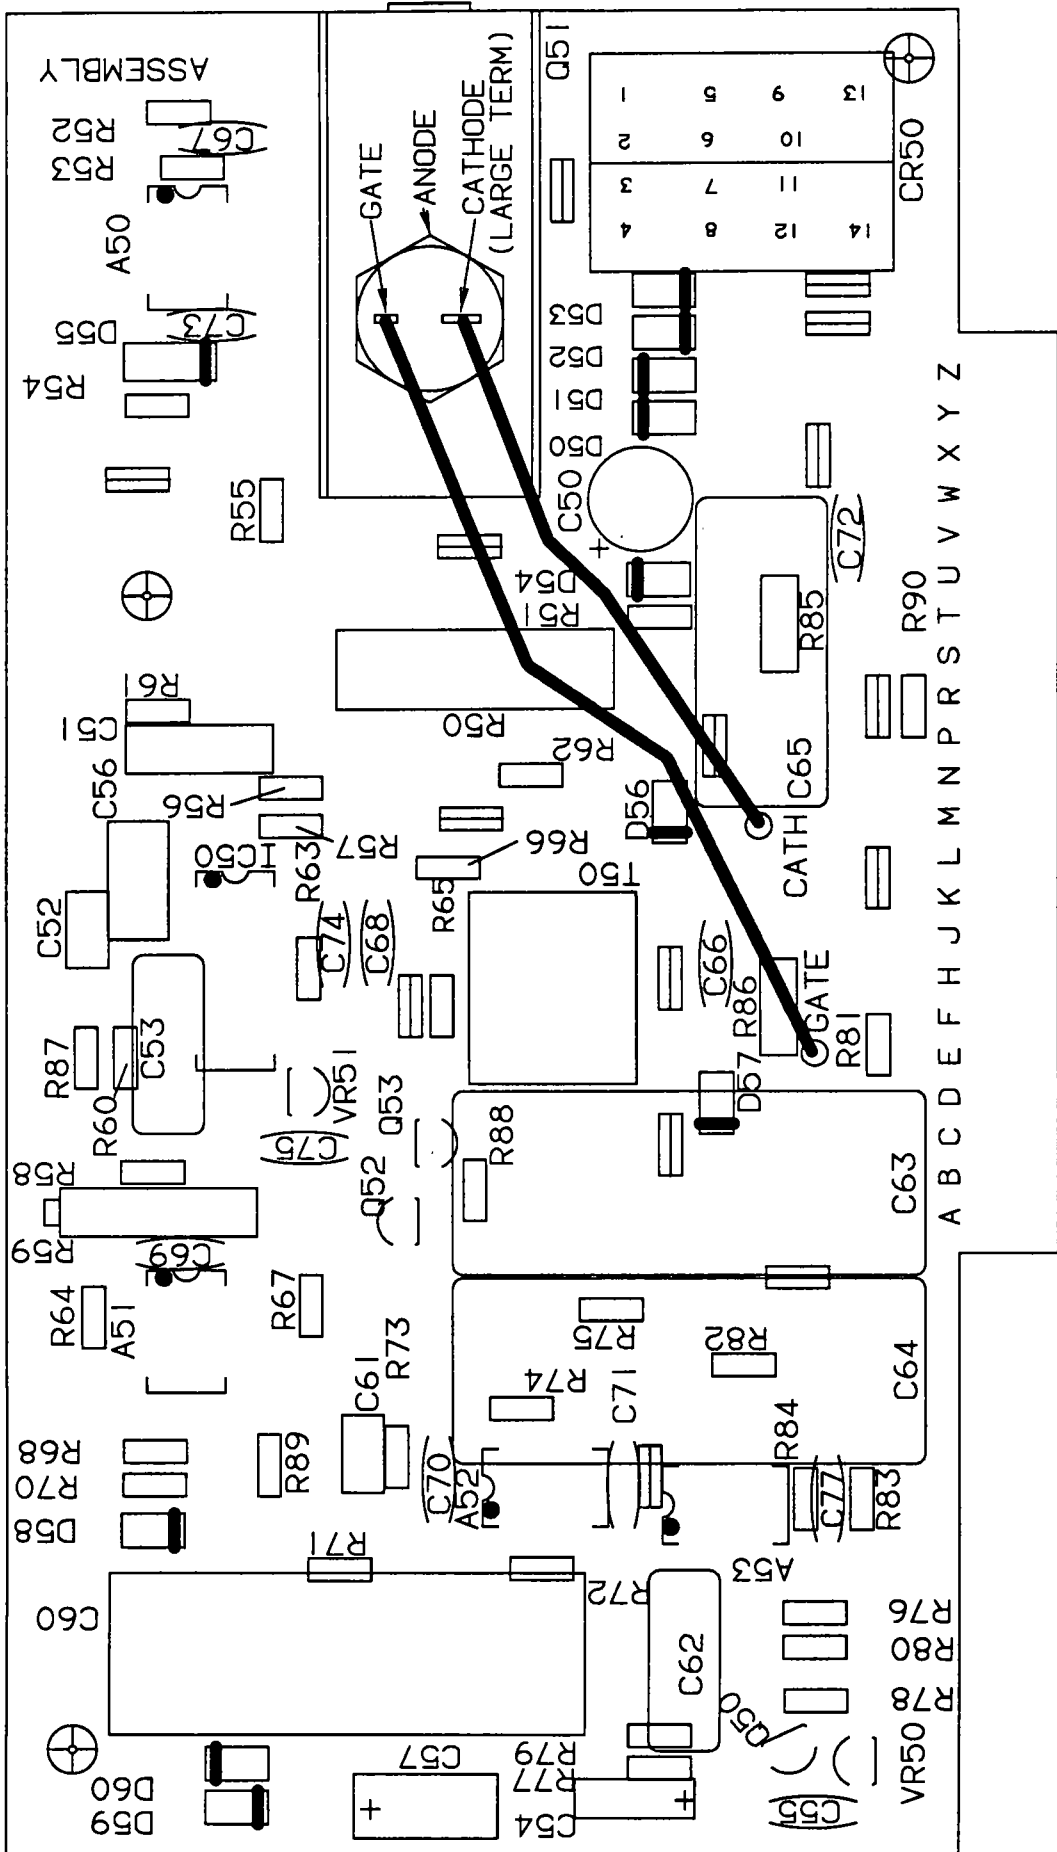 ASSEMBLY
R52
C67
R53
A50
D55
C73
R54
GATE
ANODE
CATHODE
(LARGE TERM)
Q51
1 5 9 13
2 6 10
3 7 11
4 8 12 14
CR50
D53
D52
D51
D50
C50
+
R55
D54
R51
C72
R85
R90
R61
C51
R50
C56
R56
R62
C65
R57
D56
CATH
IC50
R63
R66
R65
T50
C52
C74
C68
C66
R86
GATE
R87
C53
R81
R60
VR51
D57
Q53
C75
R88
R58
Q52
C63
R59
C69
A B C D E F H J K L M N P R S T U V W X Y Z
R64
A51
R67
R75
R82
R73
C61
R74
C71
C64
R84
R68
R70
R89
C70
A52
C77
R83
D58
R71
A53
C60
R72
R76
R80
C62
R78
Q50
C57
R79
R77
VR50
D60
D59
+
C54
+
C55